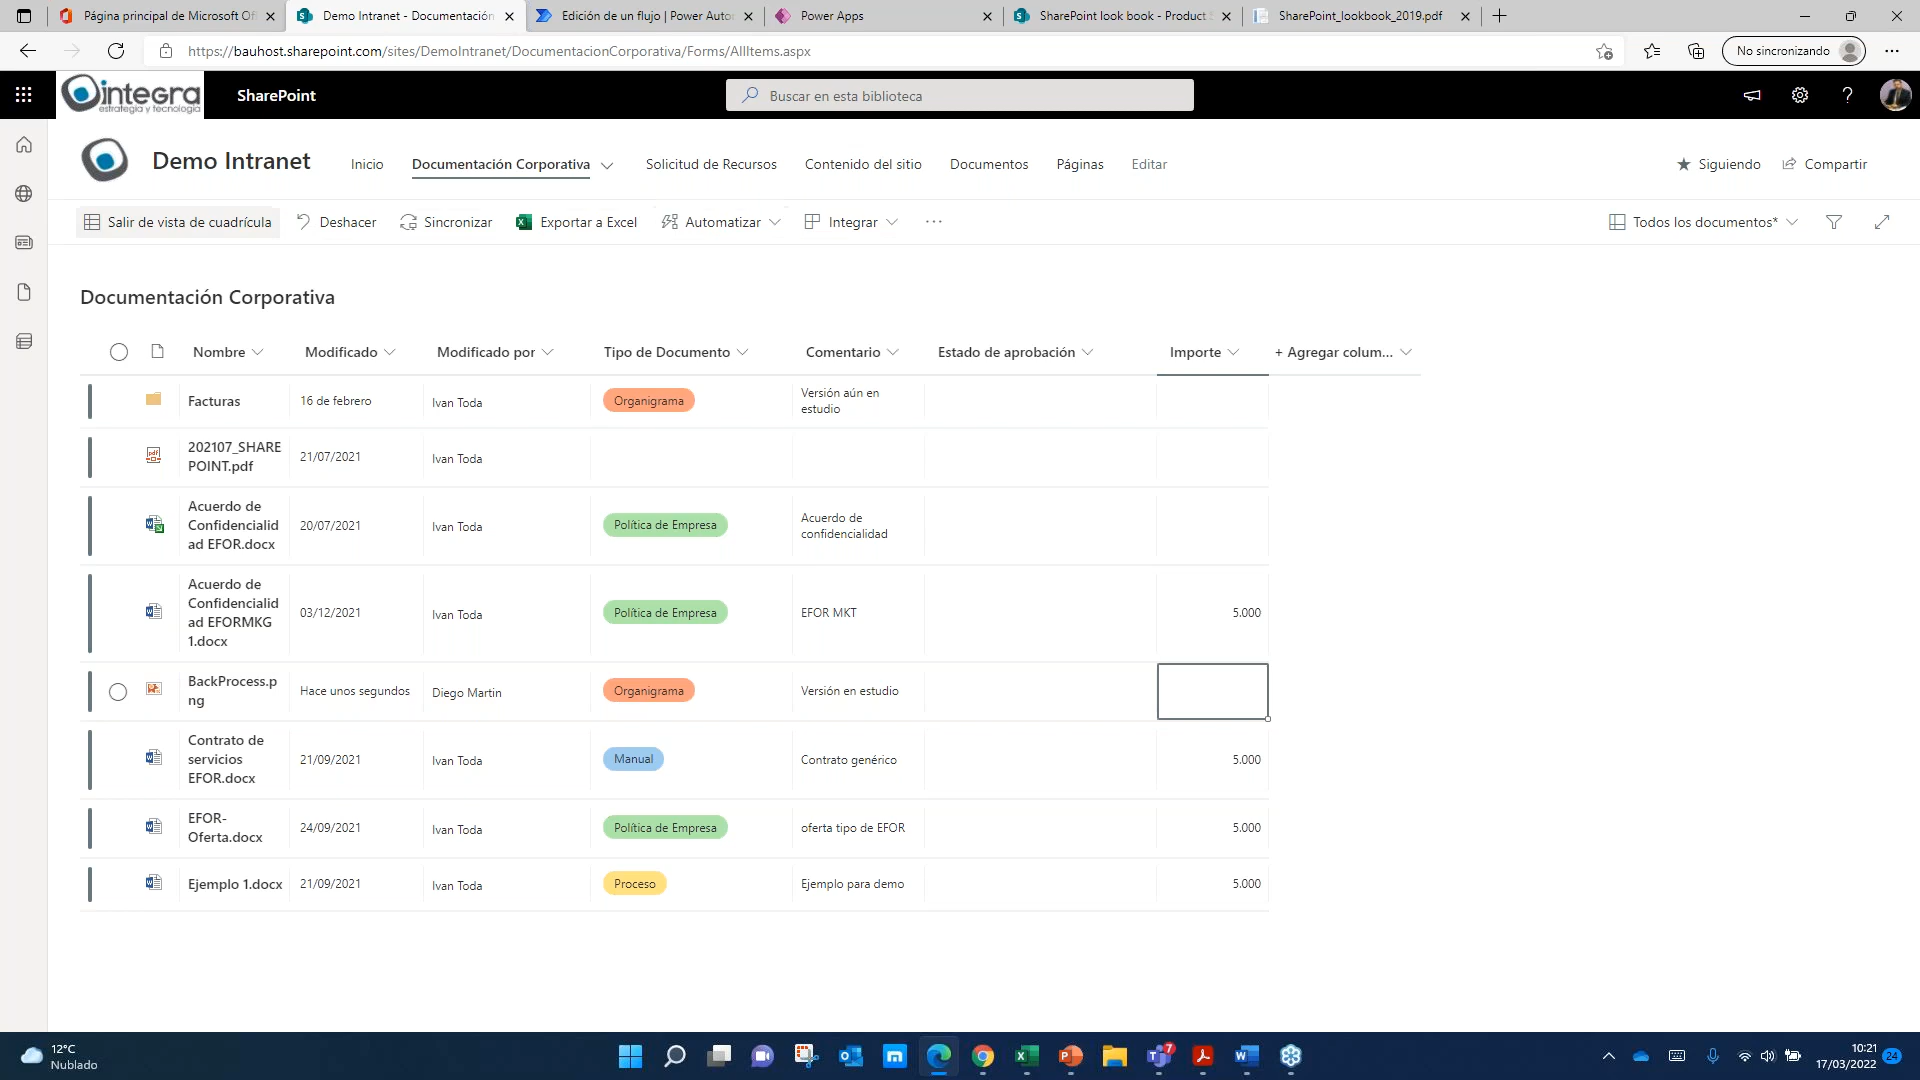 Página principal de Microsoft Of
Demo Intranet - Documentación
Edición de un flujo | Power Autor
Power Apps
SharePoint look book - Product S
SharePoint_lookbook_2019.pdf
https://bauhost.sharepoint.com/sites/DemoIntranet/DocumentacionCorporativa/Forms/AllItems.aspx
No sincronizando
integra
estrategia y tecnología
SharePoint
Buscar en esta biblioteca
Demo Intranet
Inicio
Documentación Corporativa
Solicitud de Recursos
Contenido del sitio
Documentos
Páginas
Editar
Siguiendo
Compartir
Salir de vista de cuadrícula
Deshacer
Sincronizar
Exportar a Excel
Automatizar
Integrar
Todos los documentos*
Documentación Corporativa
Nombre
Modificado
Modificado por
Tipo de Documento
Comentario
Estado de aprobación
Importe
+ Agregar colum...
Facturas
16 de febrero
Ivan Toda
Organigrama
Versión aún en
estudio
202107_SHARE
POINT.pdf
21/07/2021
Ivan Toda
Acuerdo de
Confidencialid
ad EFOR.docx
20/07/2021
Ivan Toda
Política de Empresa
Acuerdo de
confidencialidad
Acuerdo de
Confidencialid
ad EFORMKG
1.docx
03/12/2021
Ivan Toda
Política de Empresa
EFOR MKT
5.000
BackProcess.p
ng
Hace unos segundos
Diego Martin
Organigrama
Versión en estudio
Contrato de
servicios
EFOR.docx
21/09/2021
Ivan Toda
Manual
Contrato genérico
5.000
EFOR-
Oferta.docx
24/09/2021
Ivan Toda
Política de Empresa
oferta tipo de EFOR
5.000
Ejemplo 1.docx
21/09/2021
Ivan Toda
Proceso
Ejemplo para demo
5.000
12°C
Nublado
7
10:21
17/03/2022
24